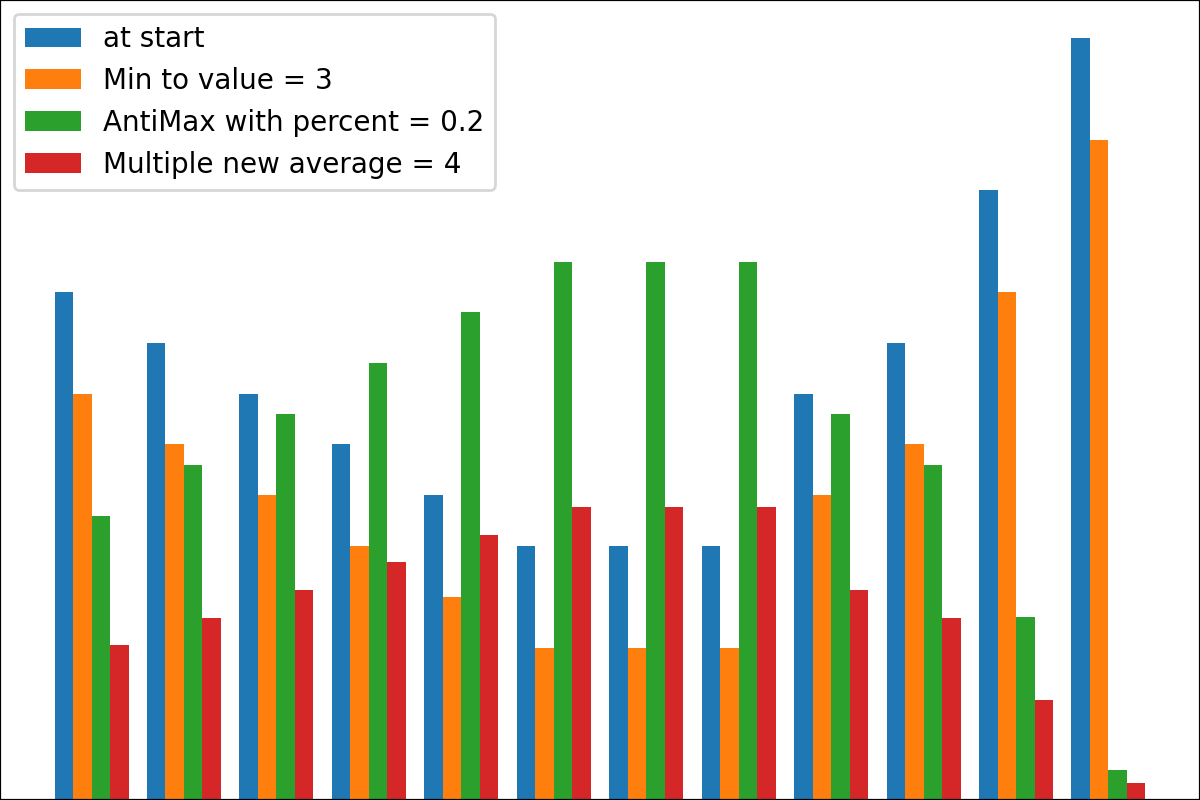 at start
Min to value = 3
AntiMax with percent = 0.2
Multiple new average = 4